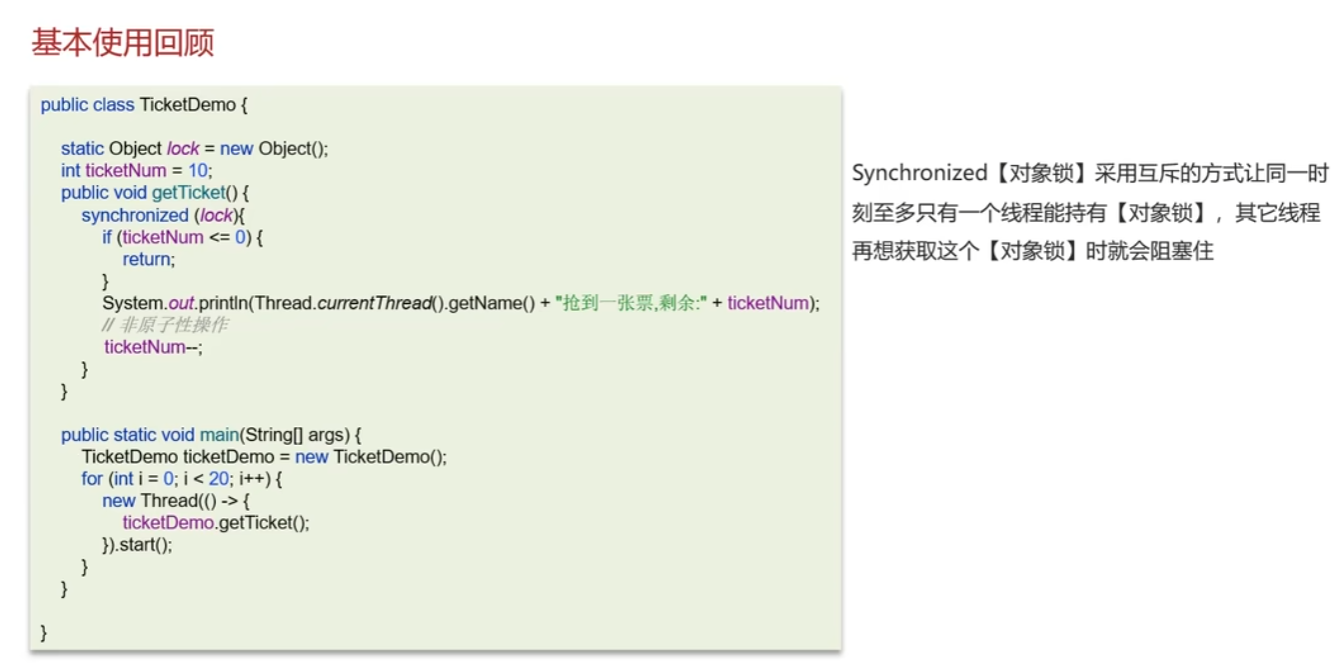 基本使用回顾
public class TicketDemo {
static Object lock = new Object();
int ticketNum = 10;
public void getTicket() {
synchronized (lock){
if (ticketNum <= 0) {
return;
}
System.out.println(Thread.currentThread().getName() + "抢到一张票,剩余:" + ticketNum);
// 非原子性操作
ticketNum--;
}
}
public static void main(String[] args) {
TicketDemo ticketDemo = new TicketDemo();
for (int i = 0; i < 20; i++) {
new Thread(() -> {
ticketDemo.getTicket();
}).start();
}
}
}
Synchronized【对象锁】采用互斥的方式让同一时
刻至多只有一个线程能持有【对象锁】，其它线程
再想获取这个【对象锁】时就会阻塞住